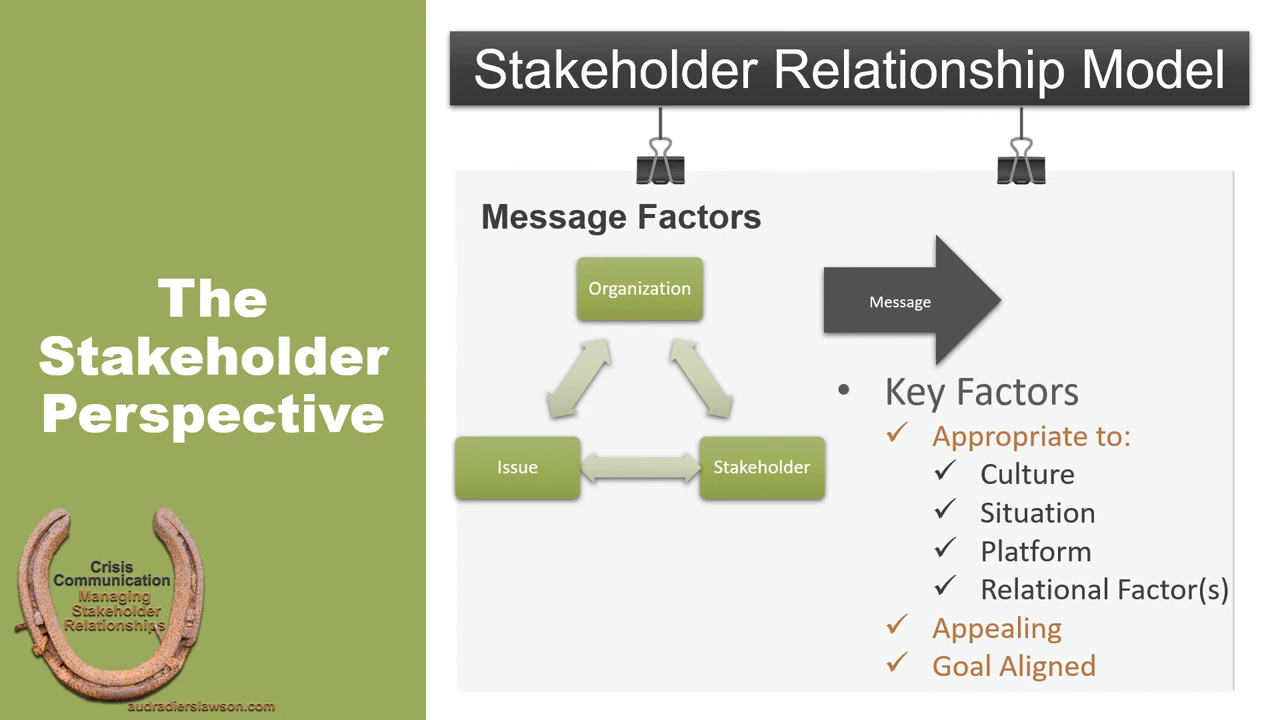 Stakeholder Relationship Model
The
Stakeholder
Perspective
Message Factors
Organization
Issue
Stakeholder
Message
• Key Factors
✓ Appropriate to:
✓ Culture
✓ Situation
✓ Platform
✓ Relational Factor(s)
✓ Appealing
✓ Goal Aligned
Crisis
Communication
Managing
Stakeholder
Relationships
audradierslawson.com